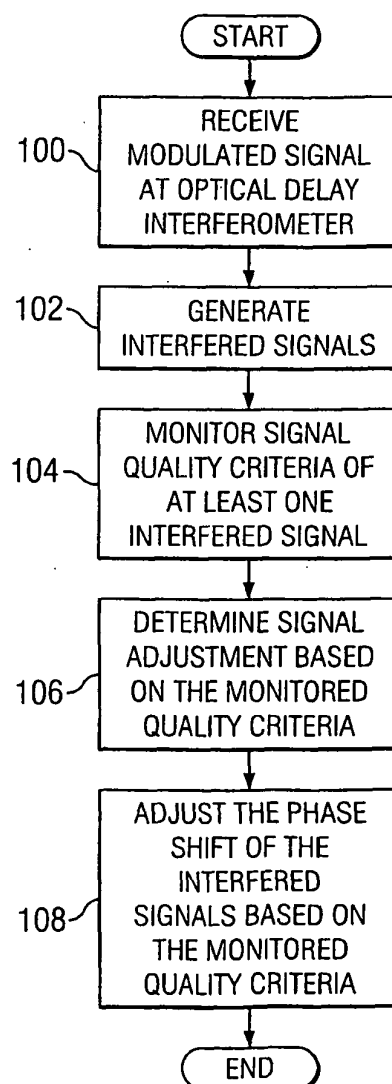 START
100
RECEIVE
MODULATED SIGNAL
AT OPTICAL DELAY
INTERFEROMETER
102
GENERATE
INTERFERED SIGNALS
104
MONITOR SIGNAL
QUALITY CRITERIA OF
AT LEAST ONE
INTERFERED SIGNAL
106
DETERMINE SIGNAL
ADJUSTMENT BASED
ON THE MONITORED
QUALITY CRITERIA
108
ADJUST THE PHASE
SHIFT OF THE
INTERFERED
SIGNALS BASED ON
THE MONITORED
QUALITY CRITERIA
END